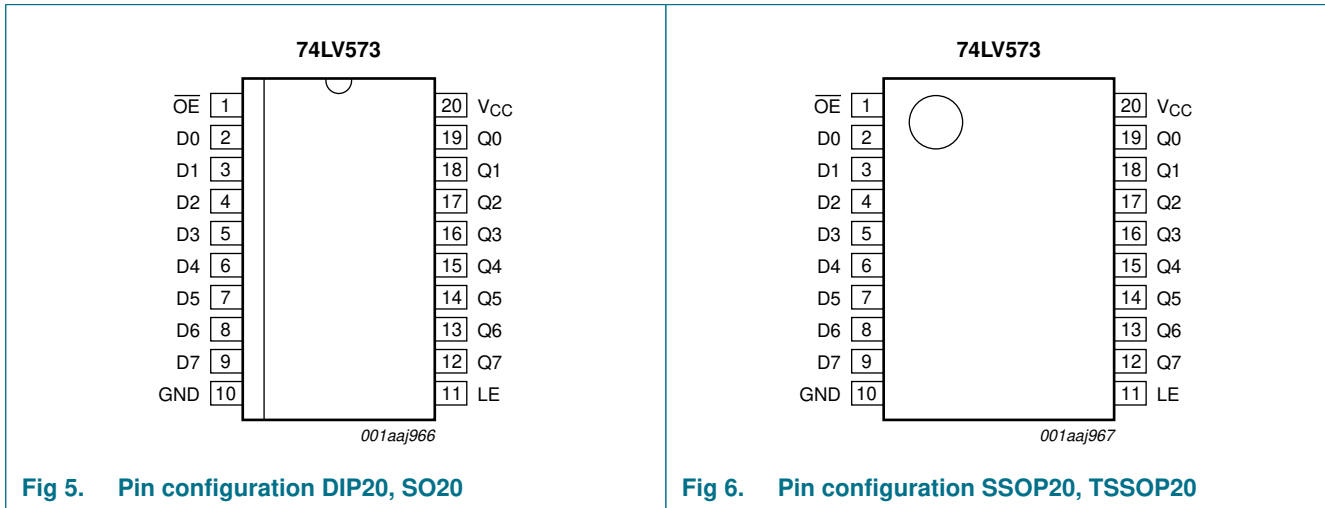 74LV573
OE 1 20 VCC
D0 2 19 Q0
D1 3 18 Q1
D2 4 17 Q2
D3 5 16 Q3
D4 6 15 Q4
D5 7 14 Q5
D6 8 13 Q6
D7 9 12 Q7
GND 10 11 LE
001aaj966
Fig 5. Pin configuration DIP20, SO20
74LV573
OE 1 20 VCC
D0 2 19 Q0
D1 3 18 Q1
D2 4 17 Q2
D3 5 16 Q3
D4 6 15 Q4
D5 7 14 Q5
D6 8 13 Q6
D7 9 12 Q7
GND 10 11 LE
001aaj967
Fig 6. Pin configuration SSOP20, TSSOP20